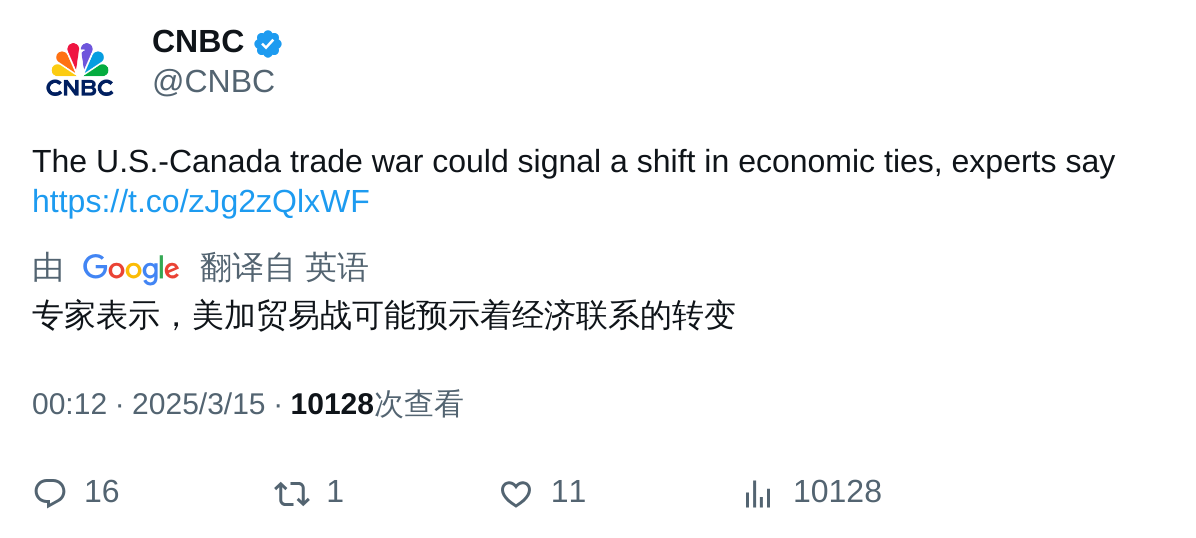 CNBC
CNBC
@CNBC
The U.S.-Canada trade war could signal a shift in economic ties, experts say
https://t.co/zJg2zQlxWF
由 Google 翻译自 英语
专家表示，美加贸易战可能预示着经济联系的转变
00:12 · 2025/3/15 · 10128次查看
16 1 11 10128